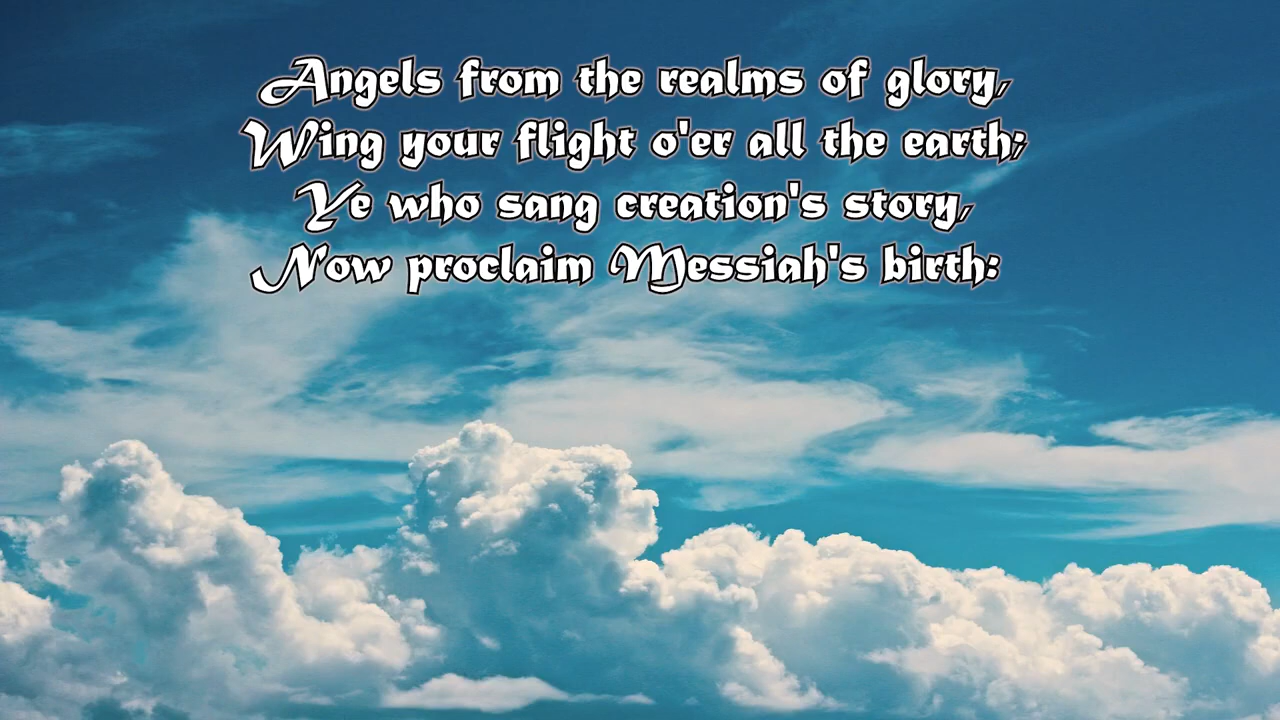 Angels from the realms of glory,
Wing your flight o'er all the earth;
Ye who sang creation's story,
Now proclaim Messiah's birth: